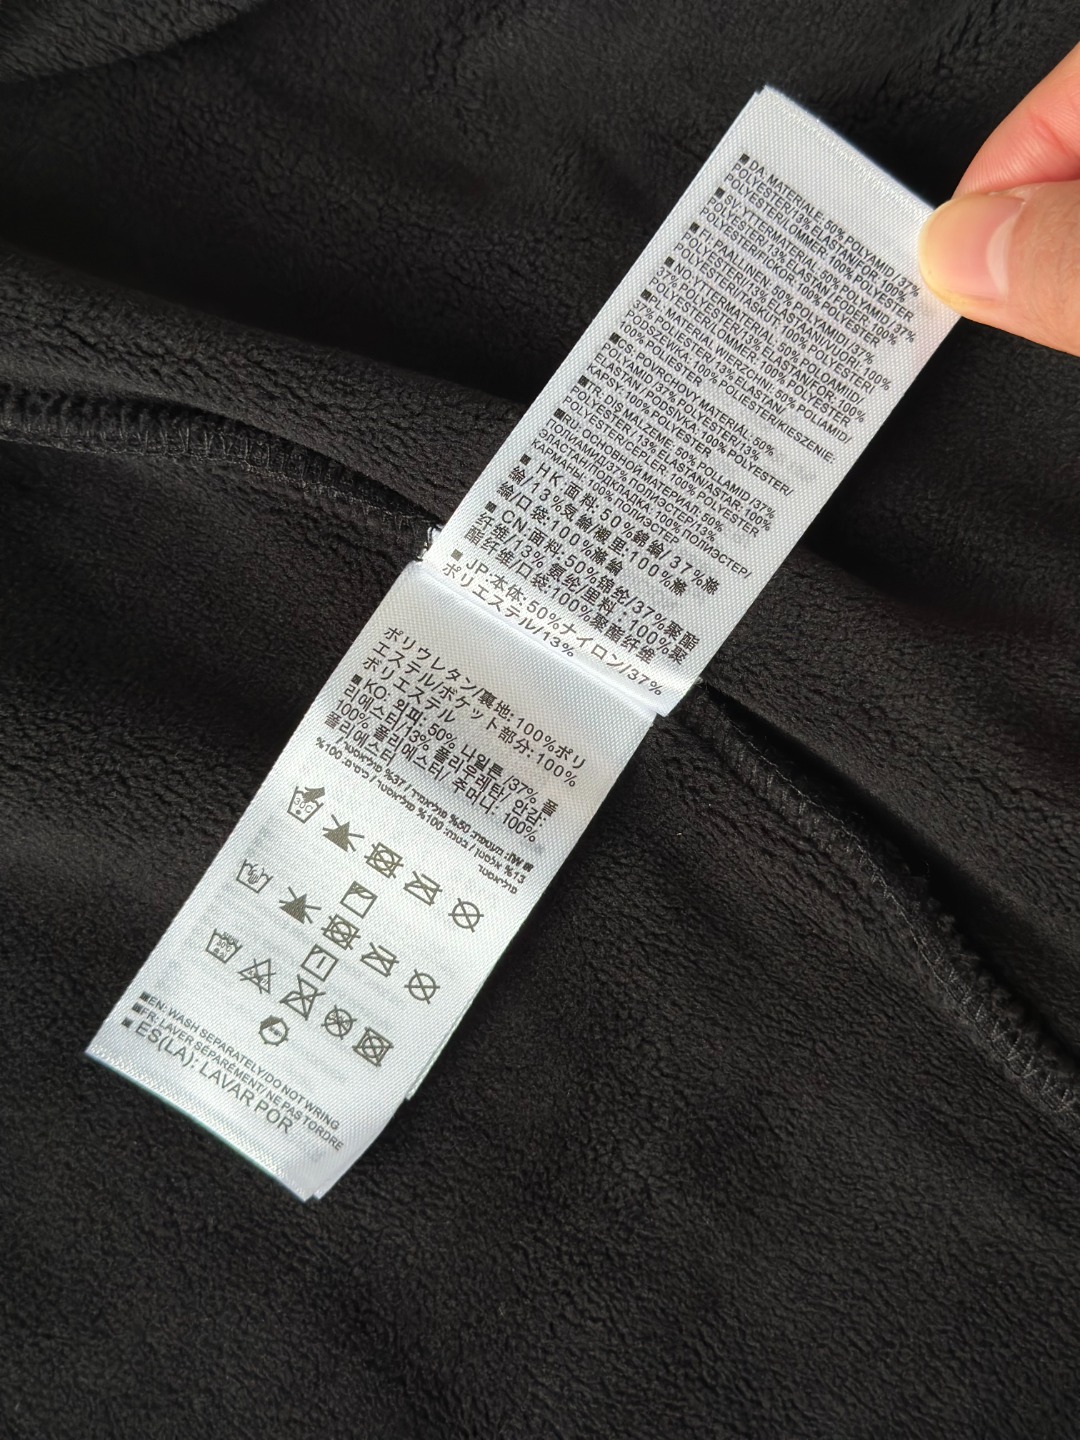 ■ DA: MATERIALE: 50% POLYAMID / 37%
POLYESTER/13% ELASTAN/FOR: 100%
POLYESTER/LOMMER: 100% POLYESTER
■ SV: YTTERMATERIAL: 50% POLYAMID / 37%
POLYESTER / 13% ELASTAN / FODER: 100%
POLYESTER/FICKOR: 100% POLYESTER
PÄÄLLINEN: 50% POLYAMIDI / 37%
POLYESTERI/13% ELASTAANI/VUORI: 100%
POLYESTERI/TASKUT: 100% POLYESTERI
■ NO: YTTERMATERIAL: 50% POLYAMID/
37% POLYESTER/13% ELASTAN/FÔR: 100%
POLYESTER/LOMMER: 100% POLYESTER
MATERIAŁ WIERZCHNI: 50% POLIAMID/
37% POLIESTER/ 13% ELASTAN/
PODSZEWKA: 100% POLIESTER/KIESZENIE:
100% POLIESTER
POVRCHOVÝ MATERIÁL: 50%
POLYAMID /37% POLYESTER/13%
ELASTAN / PODŠÍVKA: 100% POLYESTER/
KAPSY: 100% POLYESTER
■TR: DIŞ MALZEME: 50% POLLAMID /37%
POLYESTER / 13% ELASTAN/ASTAR: 100%
POLYESTER/CEPLER: 100% POLYESTER
■RU: ОСНОВНОЙ МАТЕРИАЛ: 50%
ПОЛИАМИД/37% ПОЛИЭСТЕР/13%
ЭЛАСТАН/ПОДКЛАДКА: 100% ПОЛИЭСТЕР/
КАРМАНЫ: 100% ПОЛИЭСТЕР
■ HK: 面料: 50%錦綸/37%滌
綸/13%氨綸/襯里: 100%滌
綸/口袋:100%滌綸
■ CN: 面料:50%锦纶/37%聚酯
纤维/13% 氨纶/里料: 100%聚
酯纤维/口袋:100%聚酯纤维
■ JP:本体:50%ナイロン/37%
ポリエステル/13%
ポリウレタン/裏地:100%ポリ
エステル/ポケット部分:100%
ポリエステル
■KO: 외피: 50% 나일론 /37% 폴
리에스터/13% 폴리우레탄/ 안감:
100% 폴리에스터/ 주머니: 100%
폴리에스터
30C
■EN: WASH SEPARATELY/DO NOT WRING
■FR: LAVER SÉPARÉMENT/ NE PAS TORDRE
■ ES(LA): LAVAR POR